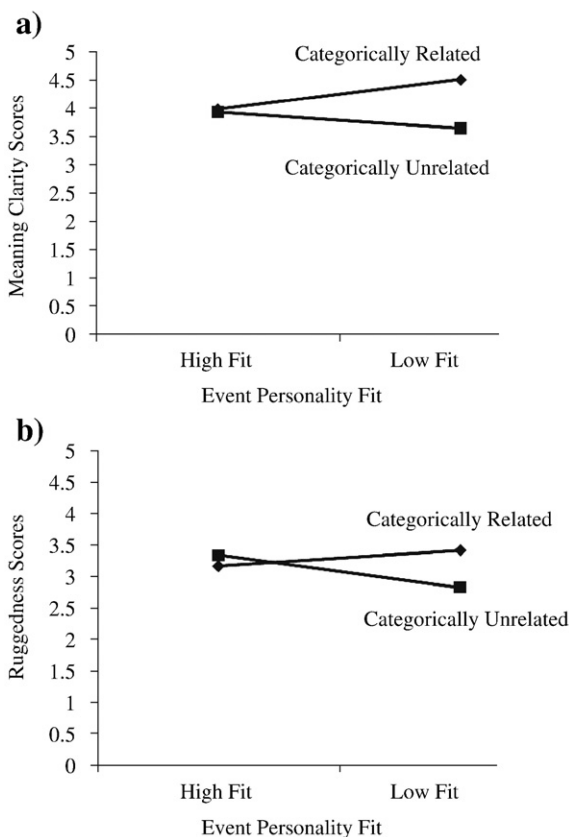 a)
5
4.5
4
3.5
3
2.5
2
1.5
1
0.5
0
Meaning Clarity Scores
Categorically Related
Categorically Unrelated
High Fit Low Fit
Event Personality Fit
b)
5
4.5
4
3.5
3
2.5
2
1.5
1
0.5
0
Ruggedness Scores
Categorically Related
Categorically Unrelated
High Fit Low Fit
Event Personality Fit